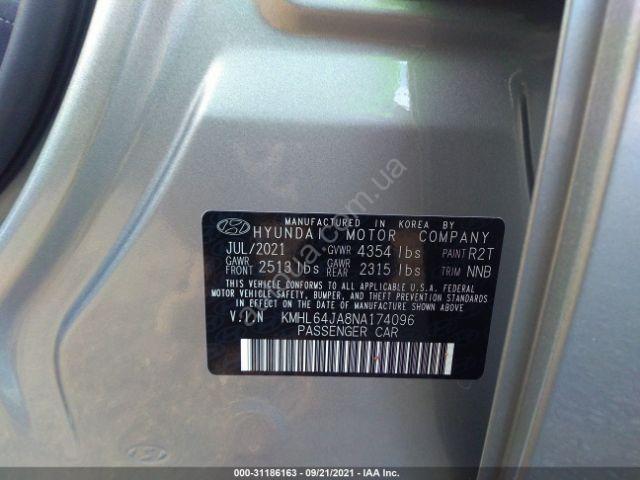 MANUFACTURED IN KOREA BY
HYUNDAI MOTOR COMPANY
JUL/2021 GVWR 4354 lbs PAINT R2T
GAWR FRONT 2513 lbs GAWR REAR 2315 lbs TRIM NNB
THIS VEHICLE CONFORMS TO ALL APPLICABLE U.S.A. FEDERAL
MOTOR VEHICLE SAFETY, BUMPER, AND THEFT PREVENTION STANDARDS
IN EFFECT ON THE DATE OF MANUFACTURE SHOWN ABOVE.
V.I.N KMHL64JA8NA174096
PASSENGER CAR
000-31186163 - 09/21/2021 - IAA Inc.